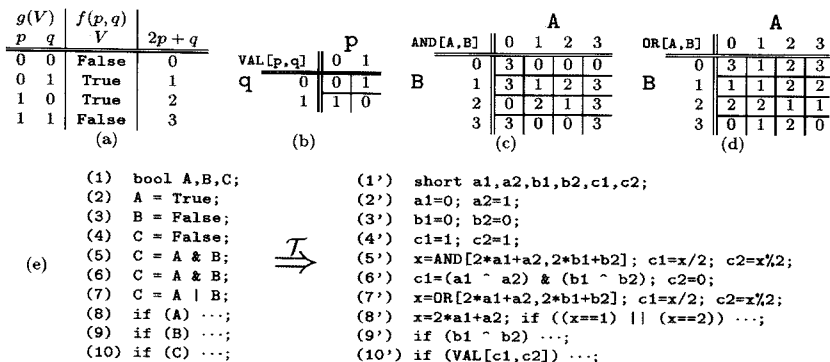 g(V) f(p,q)
p q V 2p + q
0 0 False 0
0 1 True 1
1 0 True 2
1 1 False 3
(a)
p
VAL[p,q] 0 1
q 0 0 1
1 1 0
(b)
A
AND[A,B] 0 1 2 3
0 3 0 0 0
B 1 3 1 2 3
2 0 2 1 3
3 3 0 0 3
(c)
A
OR[A,B] 0 1 2 3
0 3 1 2 3
B 1 1 1 2 2
2 2 2 1 1
3 0 1 2 0
(d)
(e)
(1) bool A,B,C;
(2) A = True;
(3) B = False;
(4) C = False;
(5) C = A & B;
(6) C = A & B;
(7) C = A | B;
(8) if (A) ···;
(9) if (B) ···;
(10) if (C) ···;
T
⇒
(1') short a1,a2,b1,b2,c1,c2;
(2') a1=0; a2=1;
(3') b1=0; b2=0;
(4') c1=1; c2=1;
(5') x=AND[2*a1+a2,2*b1+b2]; c1=x/2; c2=x%2;
(6') c1=(a1 ^ a2) & (b1 ^ b2); c2=0;
(7') x=OR[2*a1+a2,2*b1+b2]; c1=x/2; c2=x%2;
(8') x=2*a1+a2; if ((x==1) || (x==2)) ···;
(9') if (b1 ^ b2) ···;
(10') if (VAL[c1,c2]) ···;